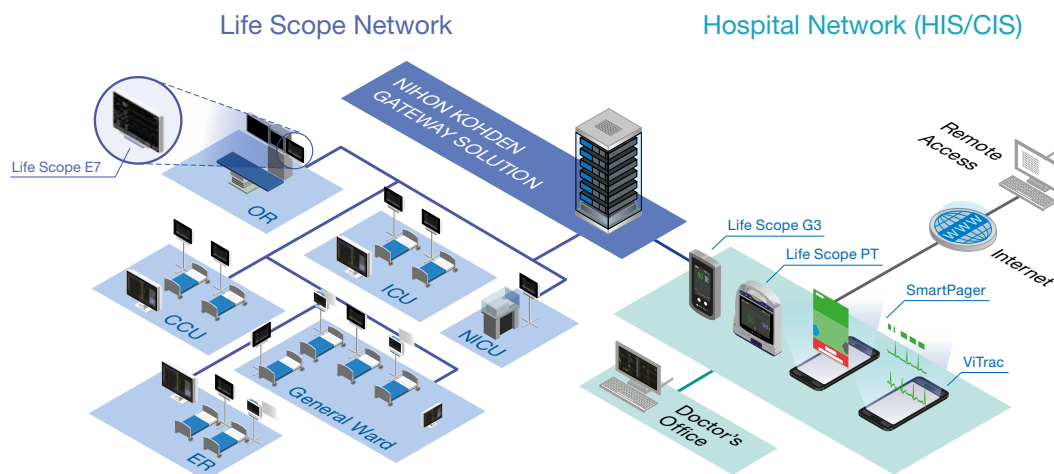 Life Scope Network
Hospital Network (HIS/CIS)
NIHON KOHDEN
GATEWAY SOLUTION
Life Scope E7
OR
Remote
Access
Life Scope G3
WWW
Life Scope PT
Internet
ICU
SmartPager
CCU
NICU
ViTrac
General Ward
Doctor's
Office
ER